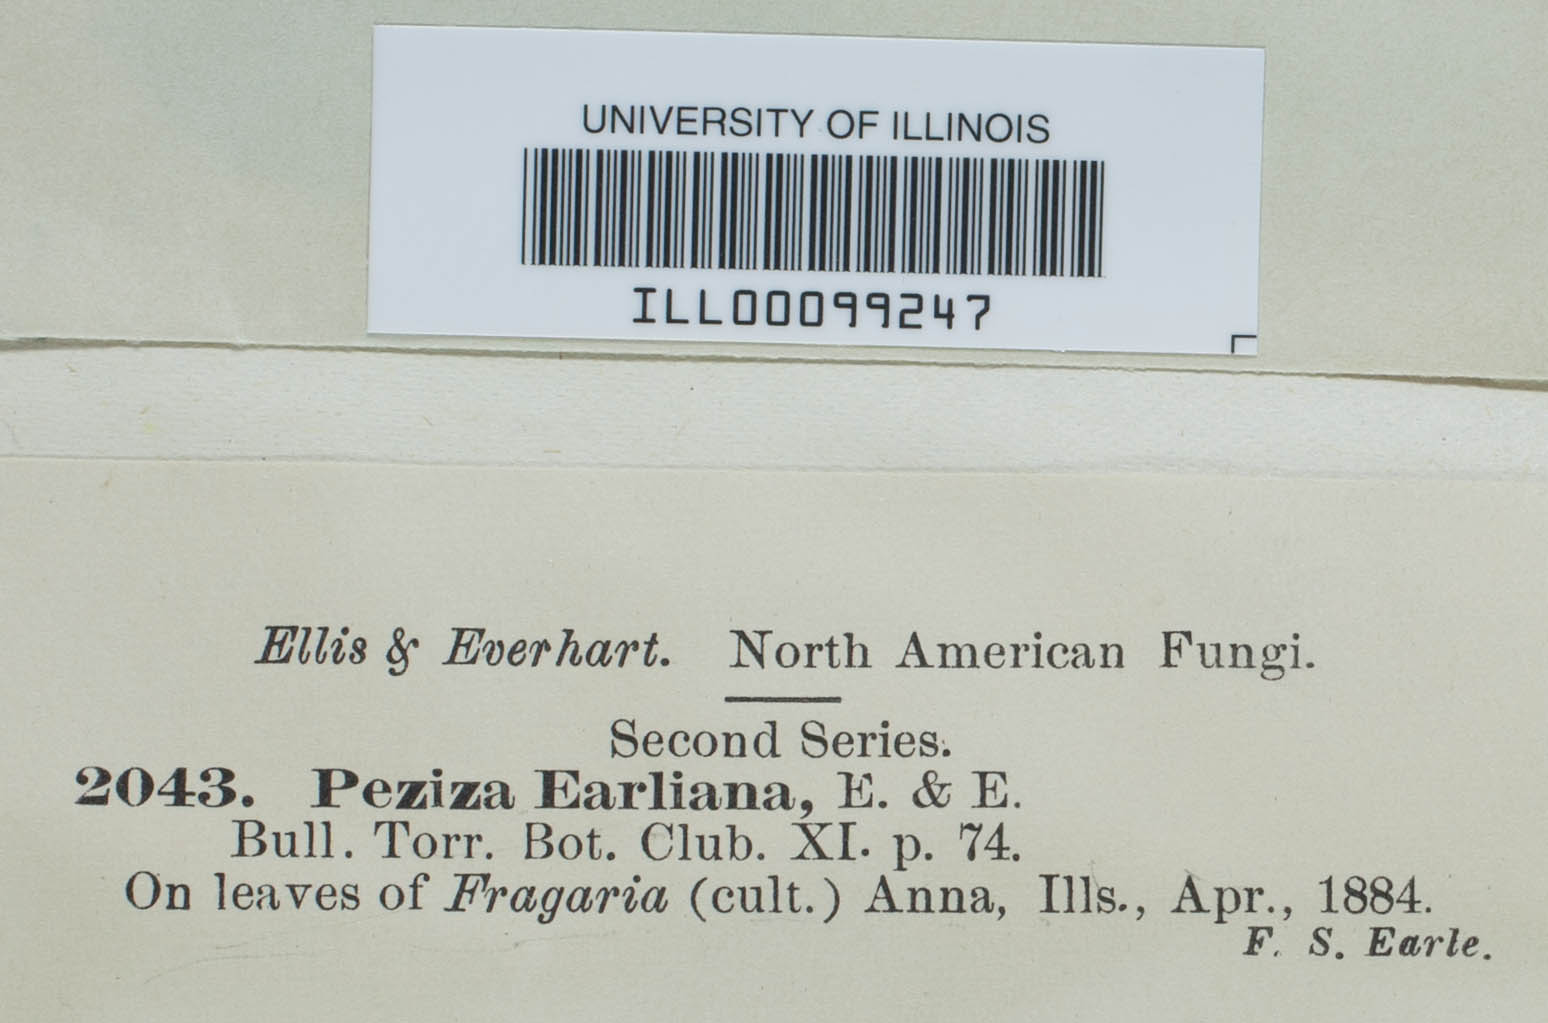 UNIVERSITY OF ILLINOIS
ILL00099247
Ellis & Everhart. North American Fungi.
Second Series.
2043. Peziza Earliana, E. & E.
Bull. Torr. Bot. Club. XI. p. 74.
On leaves of Fragaria (cult.) Anna, Ills., Apr., 1884.
F. S. Earle.